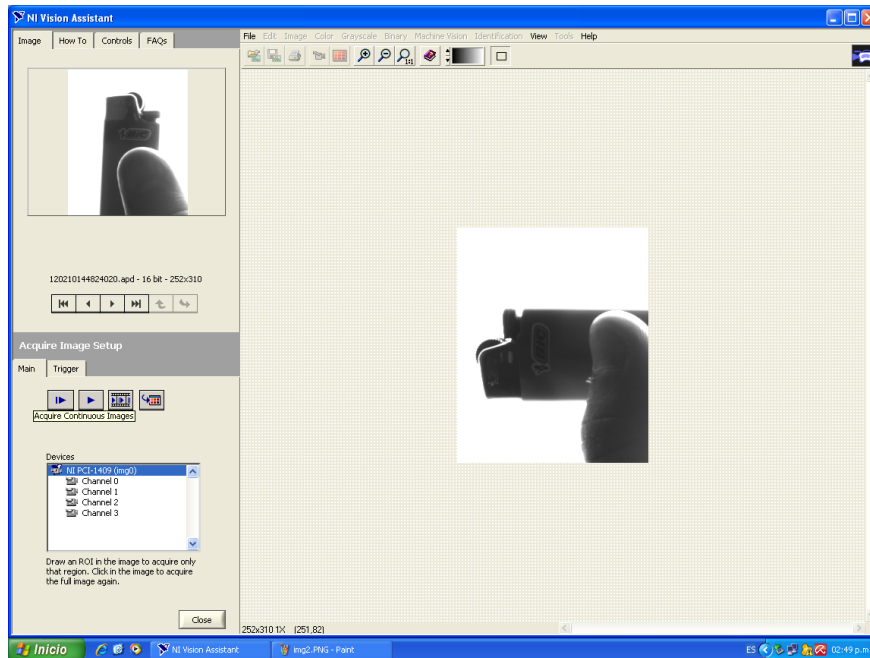 NI Vision Assistant
Image How To Controls FAQs
File Edit Image Color Grayscale Binary Machine Vision Identification View Tools Help
1:1
BIC
120210144824020.apd - 16 bit - 252x310
BIC
Acquire Image Setup
Main Trigger
Acquire Continuous Images
Devices
NI PCI-1409 (img0)
Channel 0
Channel 1
Channel 2
Channel 3
Draw an ROI in the image to acquire only
that region. Click in the image to acquire
the full image again.
Close
252x310 1X (251,82)
Inicio NI Vision Assistant img2.PNG - Paint ES 02:49 p.m.